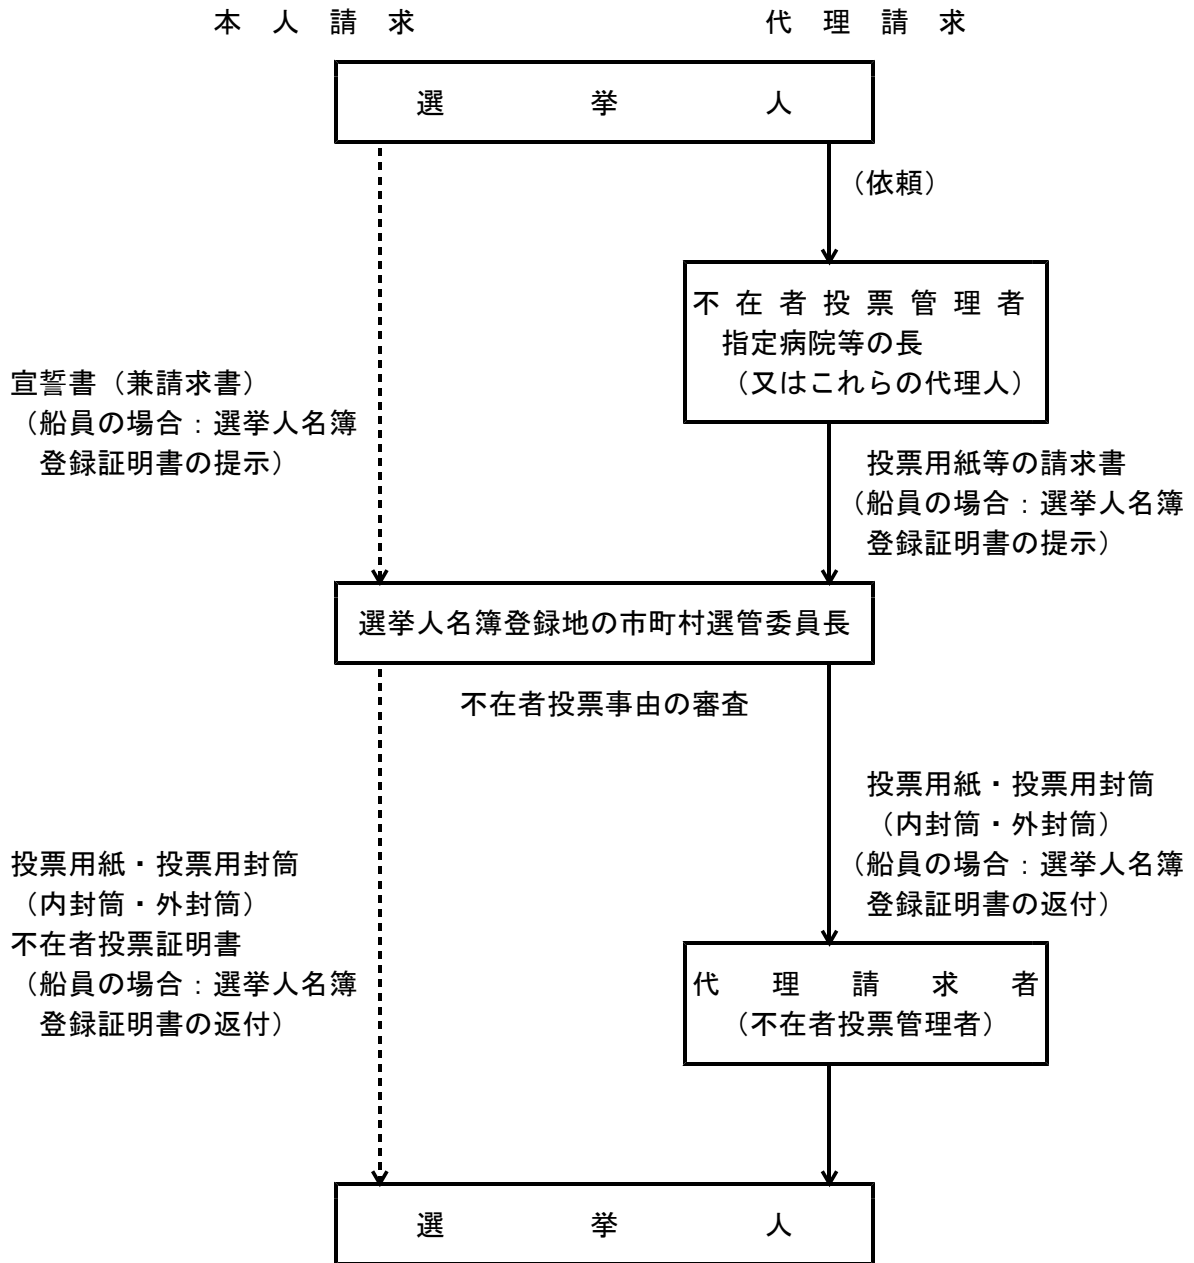 本人請求
代理請求
選挙人
（依頼）
不在者投票管理者
指定病院等の長
（又はこれらの代理人）
宣誓書（兼請求書）
（船員の場合：選挙人名簿
登録証明書の提示）
投票用紙等の請求書
（船員の場合：選挙人名簿
登録証明書の提示）
選挙人名簿登録地の市町村選管委員長
不在者投票事由の審査
投票用紙・投票用封筒
（内封筒・外封筒）
（船員の場合：選挙人名簿
登録証明書の返付）
投票用紙・投票用封筒
（内封筒・外封筒）
不在者投票証明書
（船員の場合：選挙人名簿
登録証明書の返付）
代理請求者
（不在者投票管理者）
選挙人